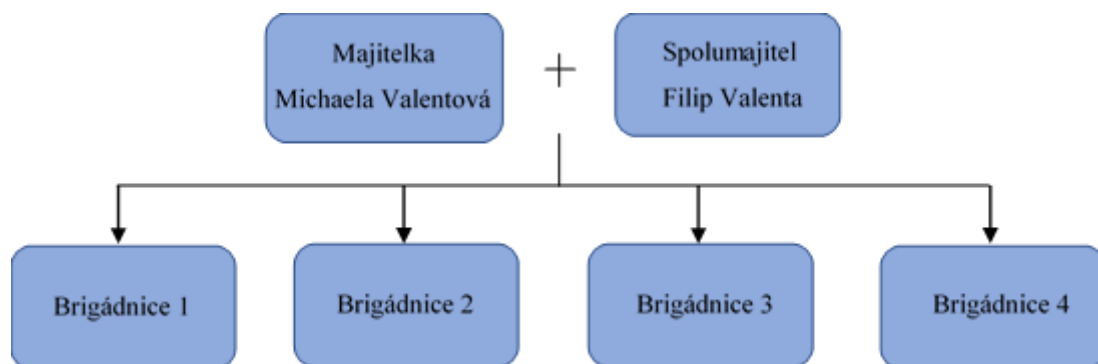 Majitelka
Michaela Valentová
+
Spolumajitel
Filip Valenta
Brigádnice 1
Brigádnice 2
Brigádnice 3
Brigádnice 4